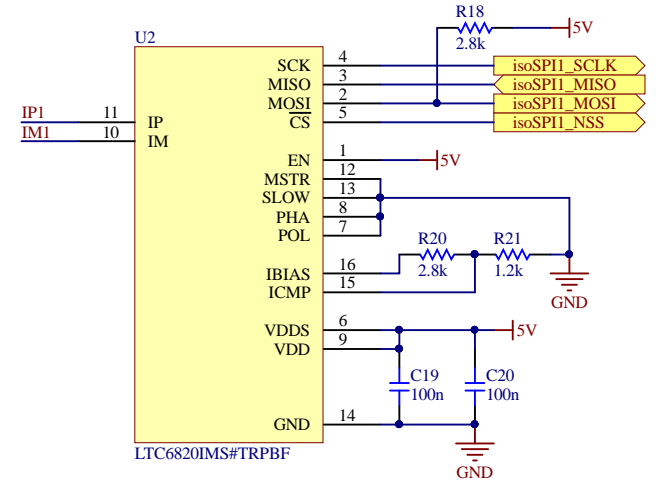 R18
5V
2.8k
U2
SCK 4 isoSPI1_SCLK
MISO 3 isoSPI1_MISO
MOSI 2 isoSPI1_MOSI
CS 5 isoSPI1_NSS
IP1 11 IP
IM1 10 IM
EN 1 5V
MSTR 12
SLOW 13
PHA 8
POL 7
R20 R21
IBIAS 16 2.8k 1.2k
ICMP 15
GND
VDDS 6 5V
VDD 9
C19 C20
100n 100n
GND 14
LTC6820IMS#TRPBF
GND